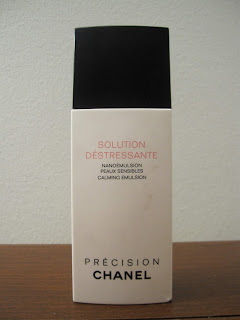 SOLUTION
DÉSTRESSANTE
NANOÉMULSION
PEAUX SENSIBLES
CALMING EMULSION
PRÉCISION
CHANEL